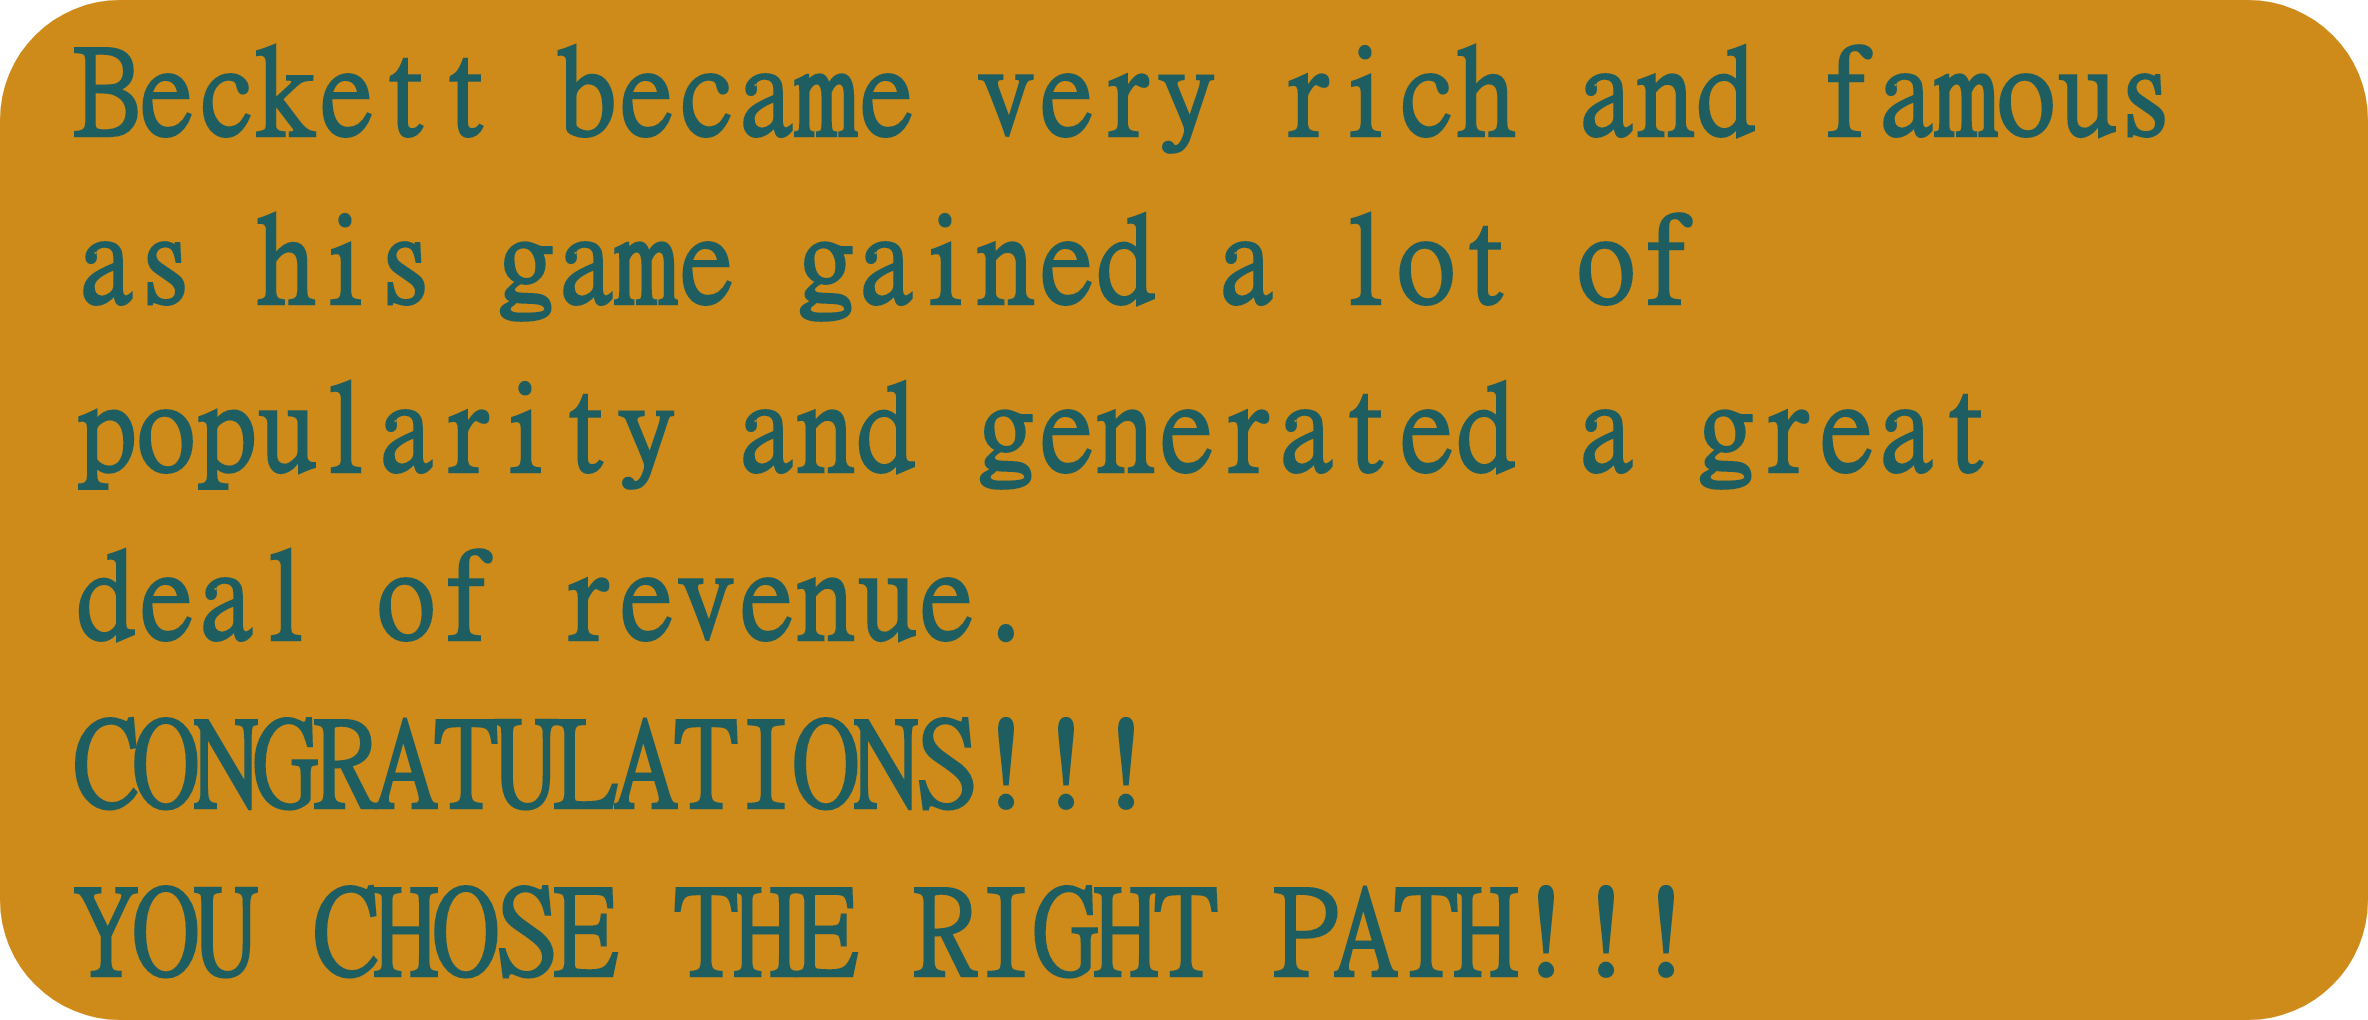 Beckett became very rich and famous
as his game gained a lot of
popularity and generated a great
deal of revenue.
CONGRATULATIONS!!!
YOU CHOSE THE RIGHT PATH!!!